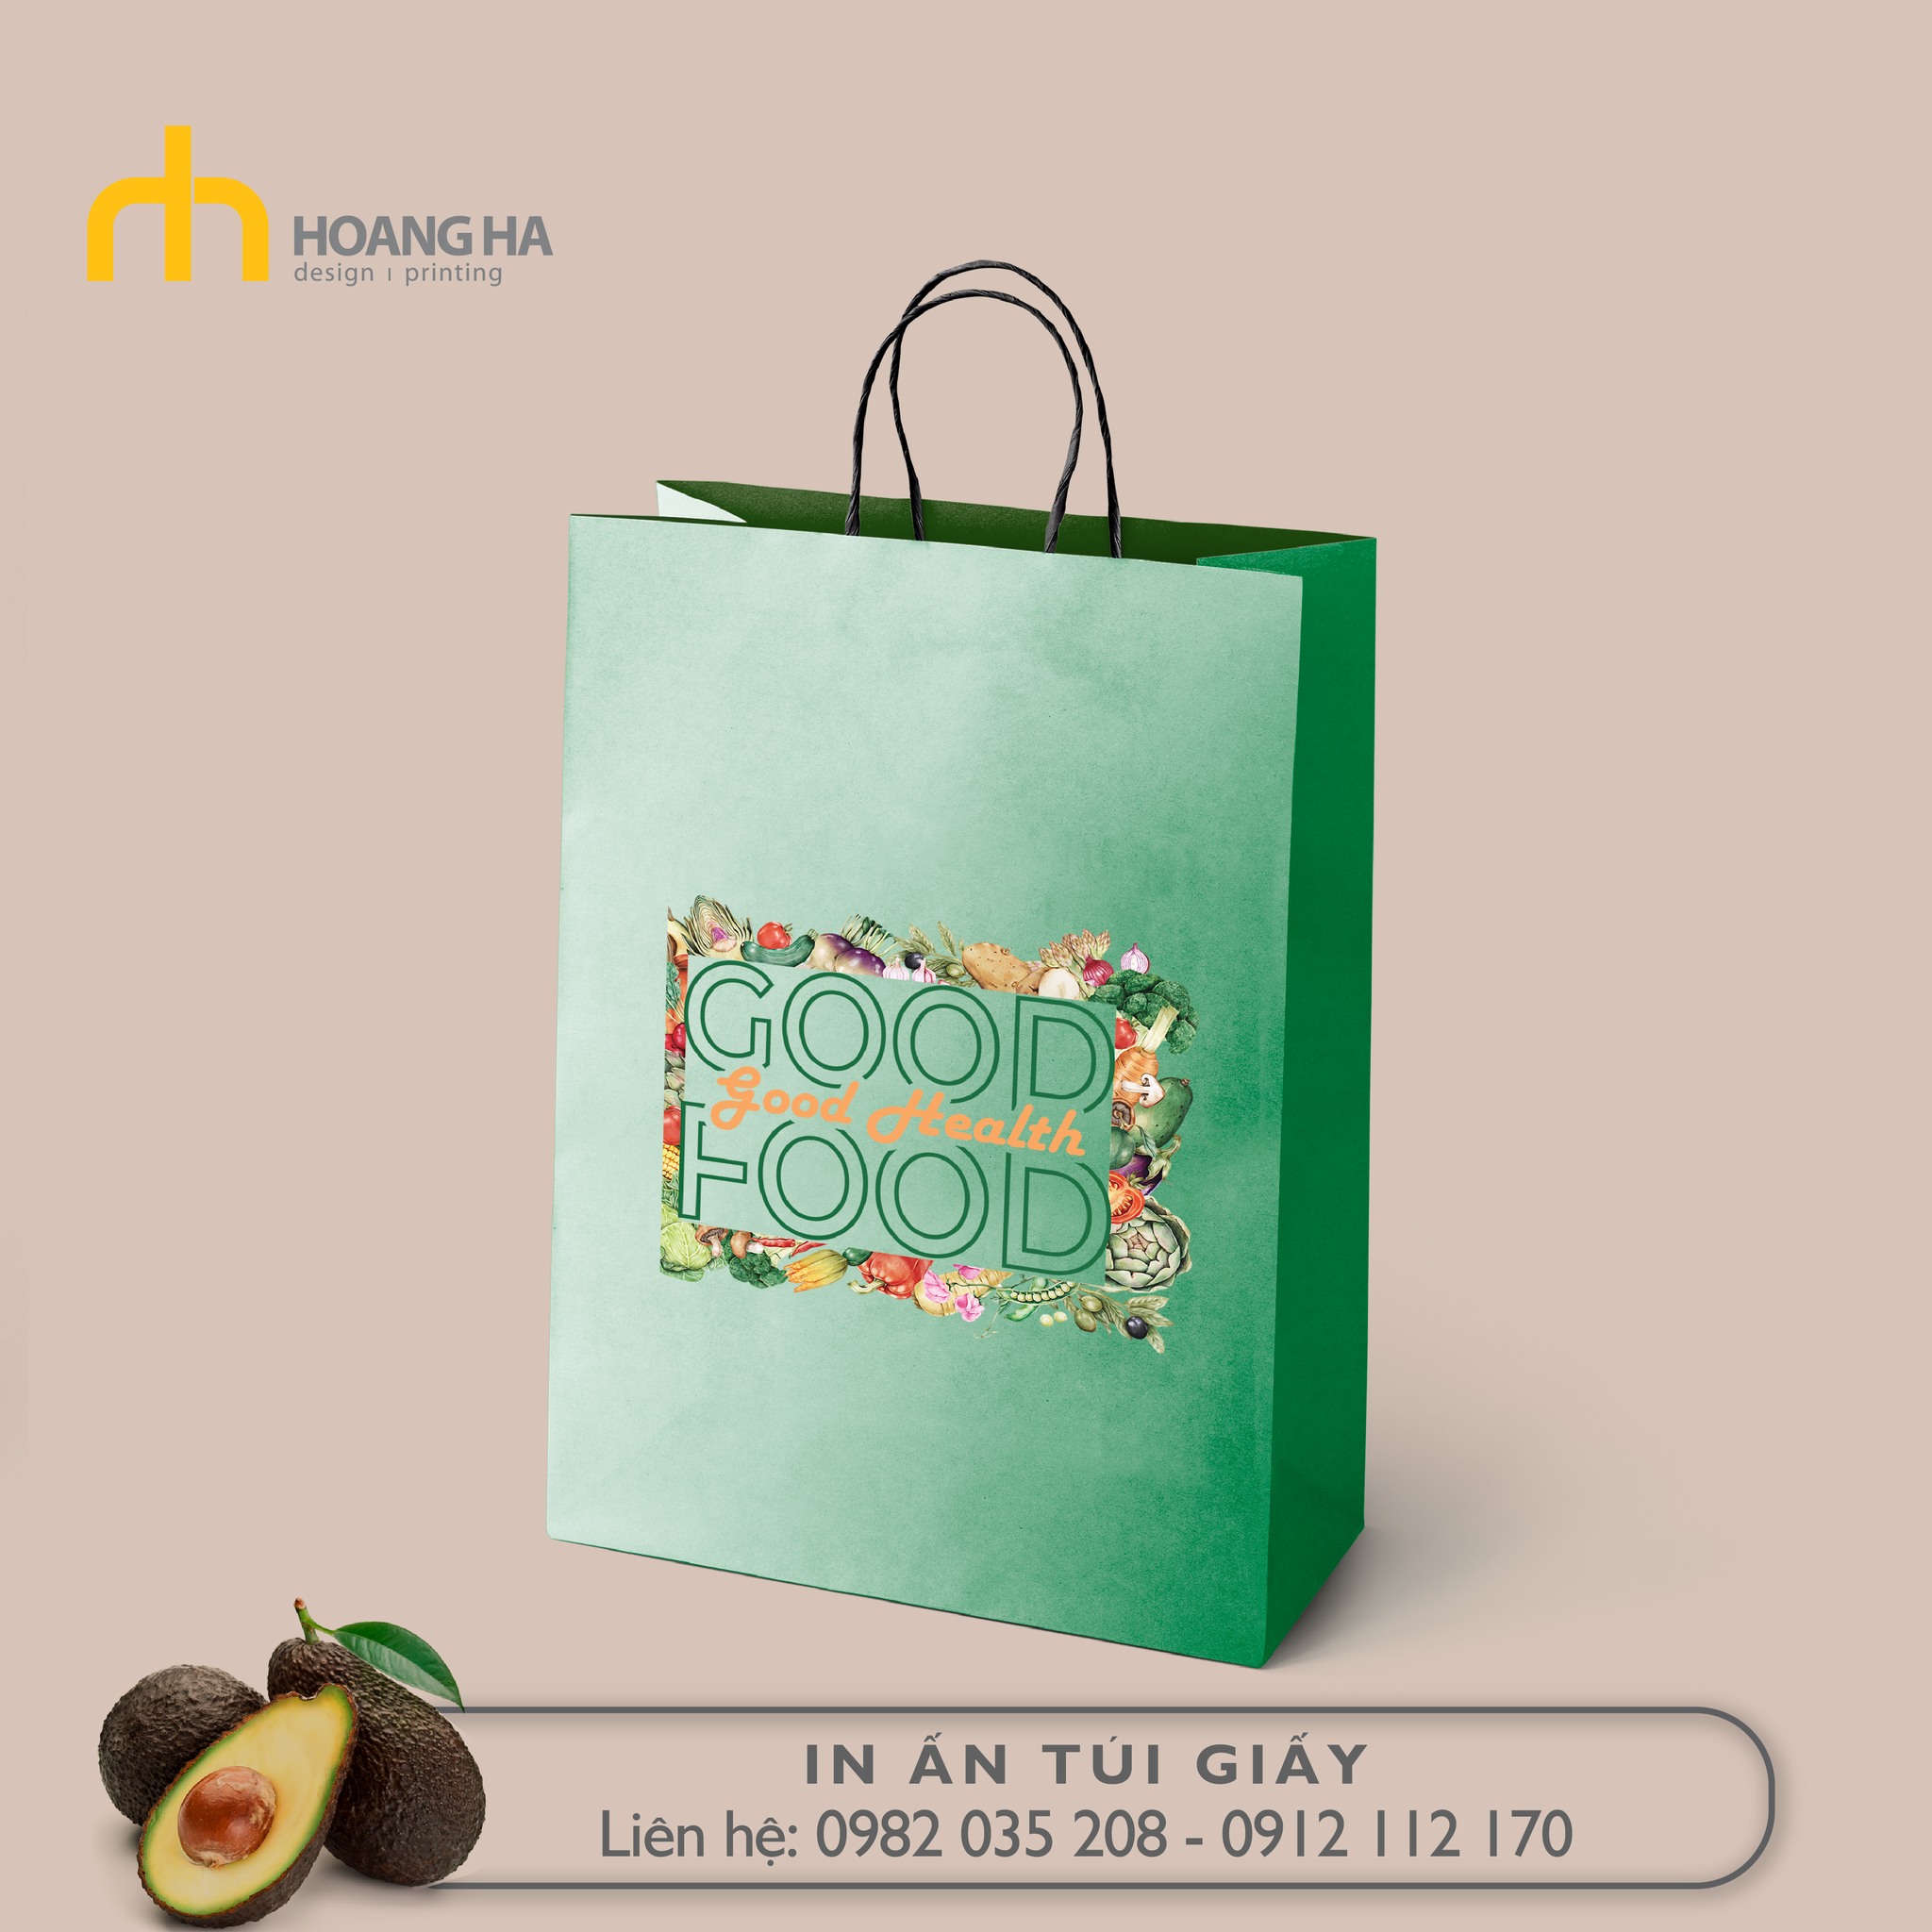 HOANG HA
design | printing
GOOD
Good Health
FOOD
IN ẤN TÚI GIẤY
Liên hệ: 0982 035 208 - 0912 112 170